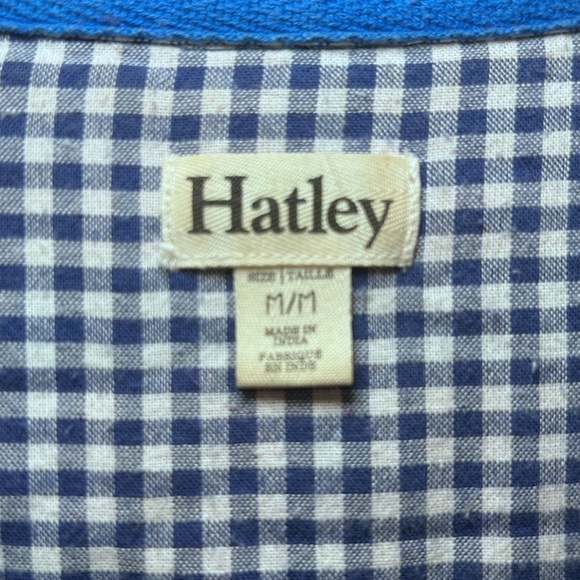 Hatley
SIZE | TAILLE
M/M
MADE IN
INDIA
FABRIQUÉ
EN INDE